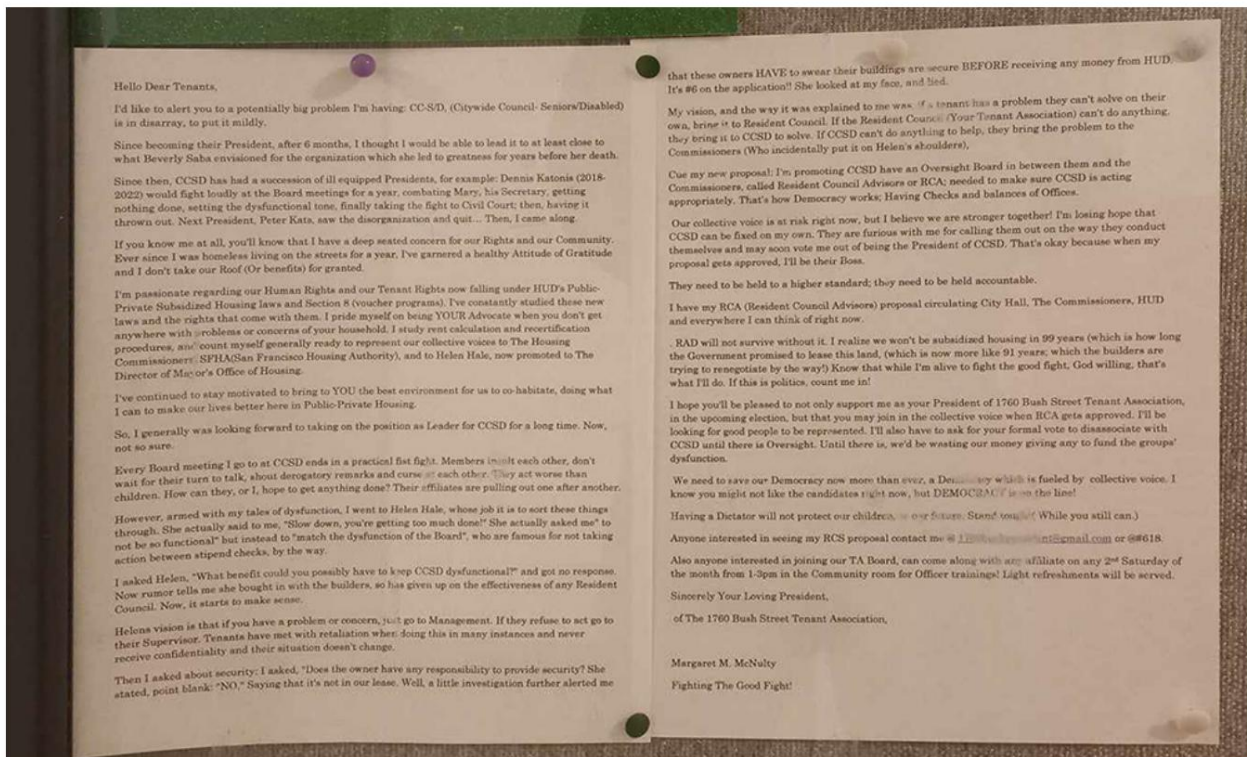 Hello Dear Tenants,
I'd like to alert you to a potentially big problem I'm having: CC-S/D, (Citywide Council- Seniors/Disabled)
is in disarray, to put it mildly.
Since becoming their President, after 6 months, I thought I would be able to lead it to at least close to
what Beverly Saba envisioned for the organization which she led to greatness for years before her death.
Since then, CCSD has had a succession of ill equipped Presidents, for example: Dennis Katonis (2018-
2022) would fight loudly at the Board meetings for a year, combating Mary, his Secretary, getting
nothing done, setting the dysfunctional tone, finally taking the fight to Civil Court; then, having it
thrown out. Next President, Peter Kats, saw the disorganization and quit... Then, I came along.
If you know me at all, you'll know that I have a deep seated concern for our Rights and our Community.
Ever since I was homeless living on the streets for a year, I've garnered a healthy Attitude of Gratitude
and I don't take our Roof (Or benefits) for granted.
I'm passionate regarding our Human Rights and our Tenant Rights now falling under HUD's Public-
Private Subsidized Housing laws and Section 8 (voucher programs). I've constantly studied these new
laws and the rights that come with them. I pride myself on being YOUR Advocate when you don't get
anywhere with problems or concerns of your household. I study rent calculation and recertification
procedures, and count myself generally ready to represent our collective voices to The Housing
Commissioners, SFHA(San Francisco Housing Authority), and to Helen Hale, now promoted to The
Director of Mayor's Office of Housing.
I've continued to stay motivated to bring to YOU the best environment for us to co-habitate, doing what
I can to make our lives better here in Public-Private Housing.
So, I generally was looking forward to taking on the position as Leader for CCSD for a long time. Now,
not so sure.
Every Board meeting I go to at CCSD ends in a practical fist fight. Members insult each other, don't
wait for their turn to talk, shout derogatory remarks and curse at each other. They act worse than
children. How can they, or I, hope to get anything done? Their affiliates are pulling out one after another.
However, armed with my tales of dysfunction, I went to Helen Hale, whose job it is to sort these things
through. She actually said to me, "Slow down, you're getting too much done!" She actually asked me" to
not be so functional" but instead to "match the dysfunction of the Board", who are famous for not taking
action between stipend checks, by the way.
I asked Helen, "What benefit could you possibly have to keep CCSD dysfunctional?" and got no response.
Now rumor tells me she bought in with the builders, so has given up on the effectiveness of any Resident
Council. Now, it starts to make sense.
Helens vision is that if you have a problem or concern, just go to Management. If they refuse to act go to
their Supervisor. Tenants have met with retaliation when doing this in many instances and never
receive confidentiality and their situation doesn't change.
Then I asked about security: I asked, "Does the owner have any responsibility to provide security? She
stated, point blank: "NO," Saying that it's not in our lease. Well, a little investigation further alerted me
that these owners HAVE to swear their buildings are secure BEFORE receiving any money from HUD.
It's #6 on the application!! She looked at my face, and lied.
My vision, and the way it was explained to me was, if a tenant has a problem they can't solve on their
own, bring it to Resident Council. If the Resident Council (Your Tenant Association) can't do anything,
they bring it to CCSD to solve. If CCSD can't do anything to help, they bring the problem to the
Commissioners (Who incidentally put it on Helen's shoulders),
Cue my new proposal: I'm promoting CCSD have an Oversight Board in between them and the
Commissioners, called Resident Council Advisors or RCA; needed to make sure CCSD is acting
appropriately. That's how Democracy works; Having Checks and balances of Offices.
Our collective voice is at risk right now, but I believe we are stronger together! I'm losing hope that
CCSD can be fixed on my own. They are furious with me for calling them out on the way they conduct
themselves and may soon vote me out of being the President of CCSD. That's okay because when my
proposal gets approved, I'll be their Boss.
They need to be held to a higher standard; they need to be held accountable.
I have my RCA (Resident Council Advisors) proposal circulating City Hall, The Commissioners, HUD
and everywhere I can think of right now.
. RAD will not survive without it. I realize we won't be subsidized housing in 99 years (which is how long
the Government promised to lease this land, (which is now more like 91 years; which the builders are
trying to renegotiate by the way!) Know that while I'm alive to fight the good fight, God willing, that's
what I'll do. If this is politics, count me in!
I hope you'll be pleased to not only support me as your President of 1760 Bush Street Tenant Association,
in the upcoming election, but that you may join in the collective voice when RCA gets approved. I'll be
looking for good people to be represented. I'll also have to ask for your formal vote to disassociate with
CCSD until there is Oversight. Until there is, we'd be wasting our money giving any to fund the groups'
dysfunction.
We need to save our Democracy now more than ever, a Democracy which is fueled by collective voice. I
know you might not like the candidates right now, but DEMOCRACY is on the line!
Having a Dictator will not protect our children, or our future. Stand tough! While you still can.)
Anyone interested in seeing my RCS proposal contact me @ gmail.com or @#618.
Also anyone interested in joining our TA Board, can come along with any afiliate on any 2nd Saturday of
the month from 1-3pm in the Community room for Officer trainings! Light refreshments will be served.
Sincerely Your Loving President,
of The 1760 Bush Street Tenant Association,
Margaret M. McNulty
Fighting The Good Fight!